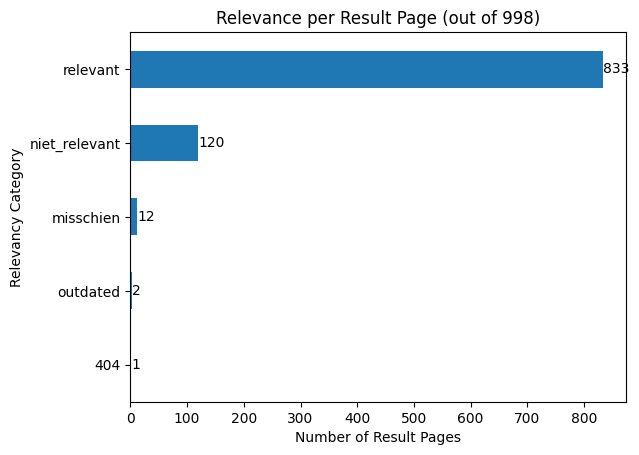 Relevance per Result Page (out of 998)
Relevancy Category
relevant 833
niet_relevant 120
misschien 12
outdated 2
404 1
0 100 200 300 400 500 600 700 800
Number of Result Pages